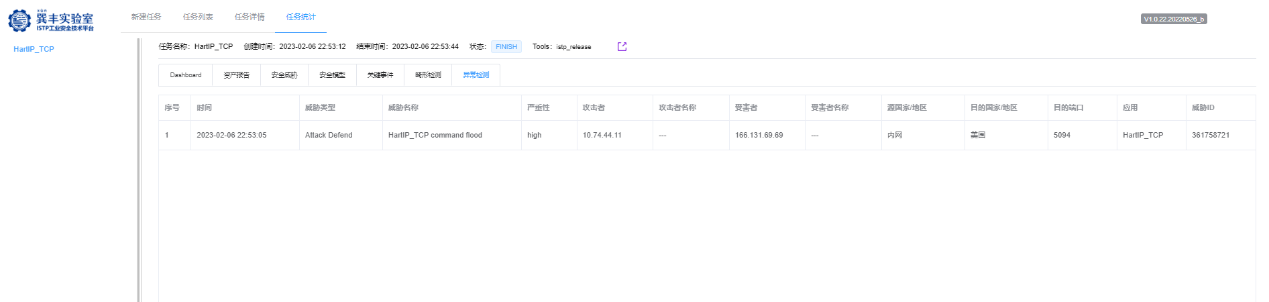 巽丰实验室
ISTP工业安全技术平台
新建任务 任务列表 任务详情 任务统计
V1.0.22.20220526_b
HartIP_TCP
任务名称: HartIP_TCP 创建时间: 2023-02-06 22:53:12 结束时间: 2023-02-06 22:53:44 状态: FINISH Tools: istp_release
Dashboard 资产报告 安全威胁 安全模型 关键事件 畸形检测 异常检测
序号 时间 威胁类型 威胁名称 严重性 攻击者 攻击者名称 受害者 受害者名称 源国家/地区 目的国家/地区 目的端口 应用 威胁ID
1 2023-02-06 22:53:05 Attack Defend HartIP_TCP command flood high 10.74.44.11 --- 166.131.69.69 --- 内网 美国 5094 HartIP_TCP 361758721